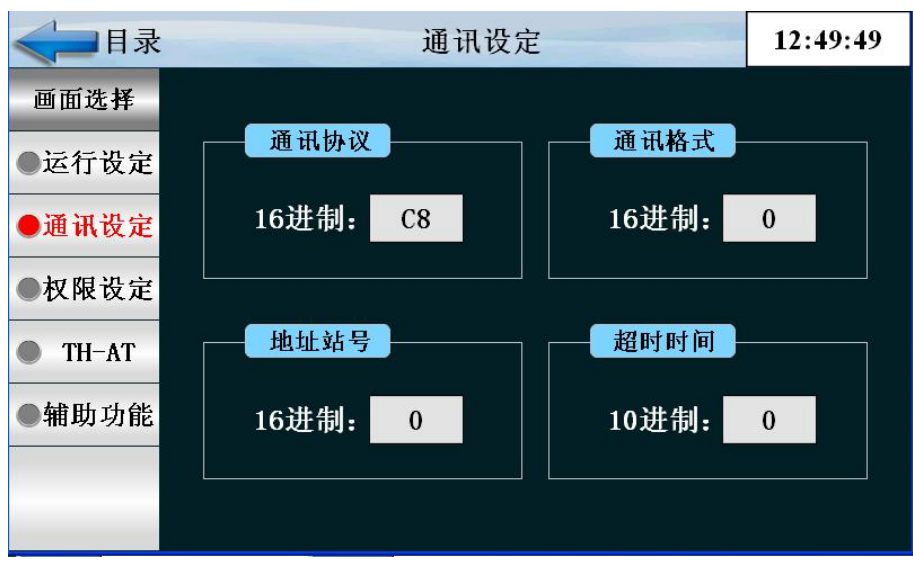 目录
通讯设定
12:49:49
画面选择
运行设定
通讯设定
权限设定
TH-AT
辅助功能
通讯协议
16进制： C8
通讯格式
16进制： 0
地址站号
16进制： 0
超时时间
10进制： 0